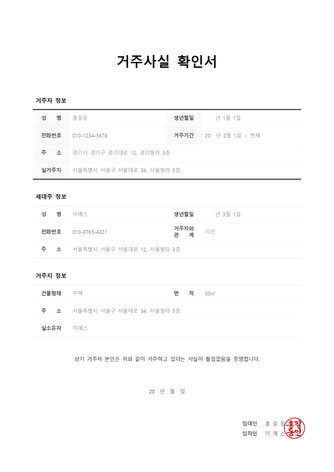 거주사실 확인서
거주자 정보
성 명 홍길동 생년월일 년 1월 1일
전화번호 010-1234-5678 거주기간 20 년 2월 1일 ~ 현재
주 소 경기시 경기구 경기대로 12, 경기빌라 3층
실거주지 서울특별시 서울구 서울대로 34, 서울빌라 5층
세대주 정보
성 명 이에스 생년월일 년 3월 1일
전화번호 010-8765-4321 거주자와 관 계 지인
주 소 서울특별시 서울구 서울대로 12, 서울빌딩 3층
거주지 정보
건물형태 주택 면 적 80㎡
주 소 서울특별시 서울구 서울대로 34, 서울빌라 5층
실소유자 이에스
상기 거주자 본인은 위와 같이 거주하고 있다는 사실이 틀림없음을 증명합니다.
20 년 월 일
임대인 홍 길 동
임차인 이 에 스